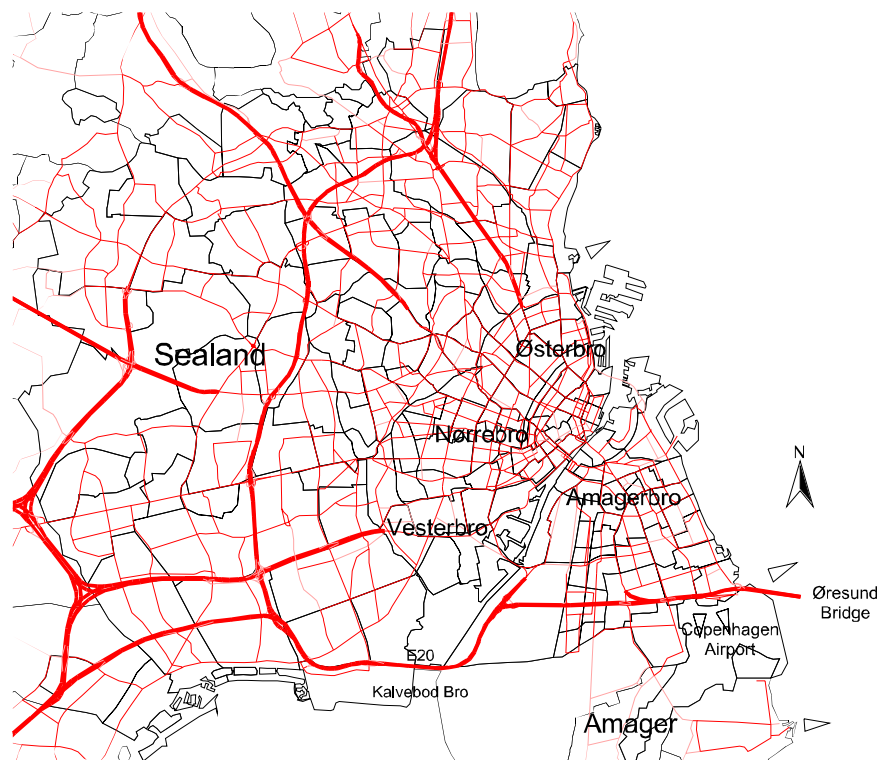 Sealand
Østerbro
Nørrebro
N
Amagerbro
Vesterbro
Øresund
Bridge
Copenhagen
Airport
E20
Kalvebod Bro
Amager